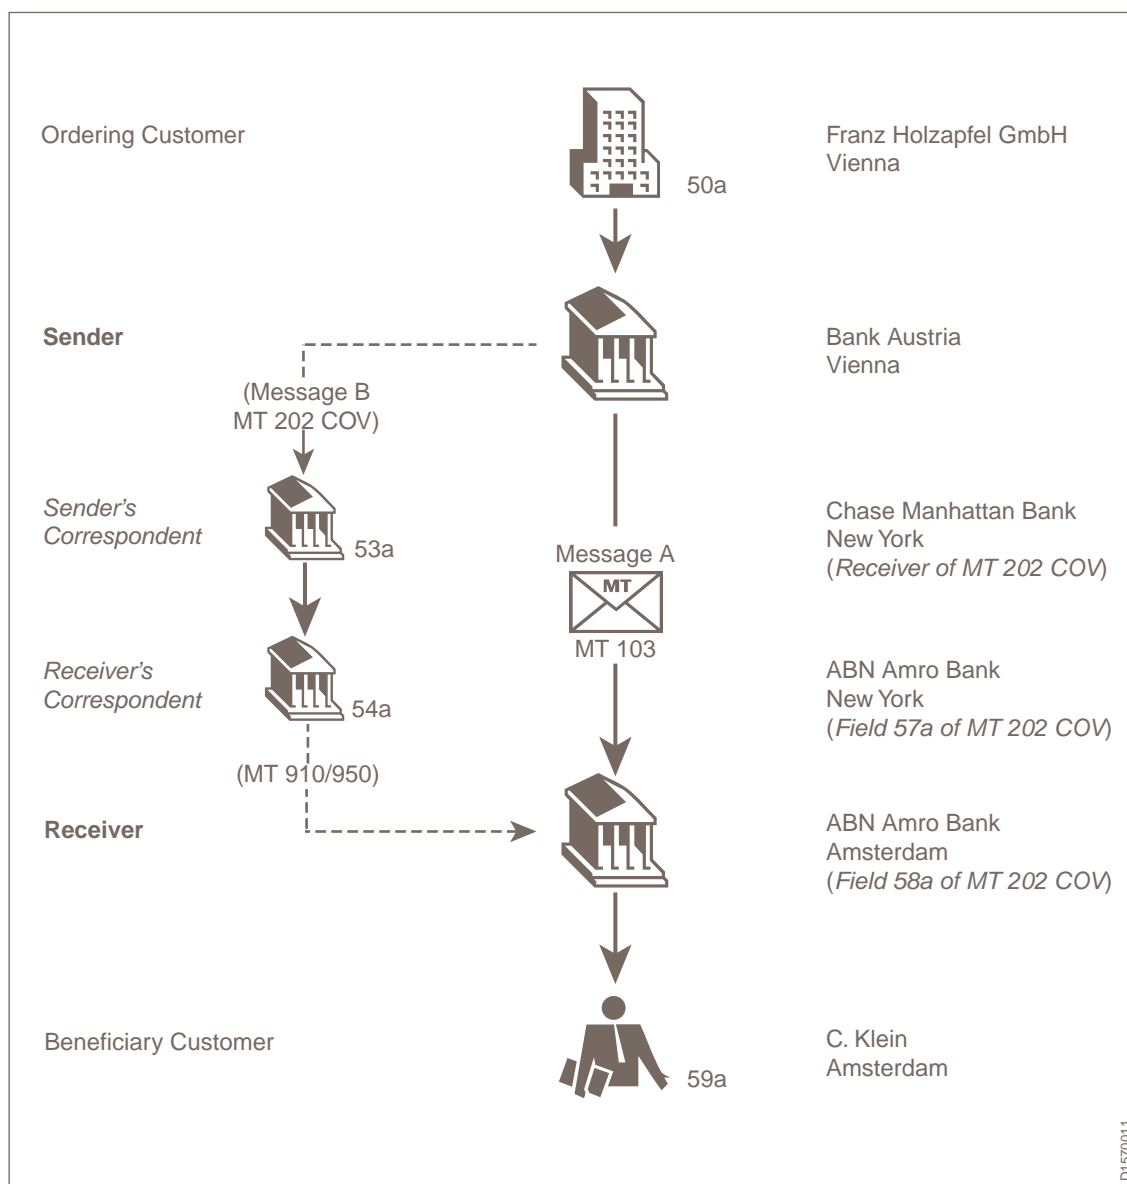 Ordering Customer
50a
Franz Holzapfel GmbH
Vienna
Sender
Bank Austria
Vienna
(Message B
MT 202 COV)
Sender's
Correspondent
53a
Chase Manhattan Bank
New York
(Receiver of MT 202 COV)
Message A
MT
MT 103
Receiver's
Correspondent
54a
ABN Amro Bank
New York
(Field 57a of MT 202 COV)
(MT 910/950)
Receiver
ABN Amro Bank
Amsterdam
(Field 58a of MT 202 COV)
Beneficiary Customer
59a
C. Klein
Amsterdam
D1570011